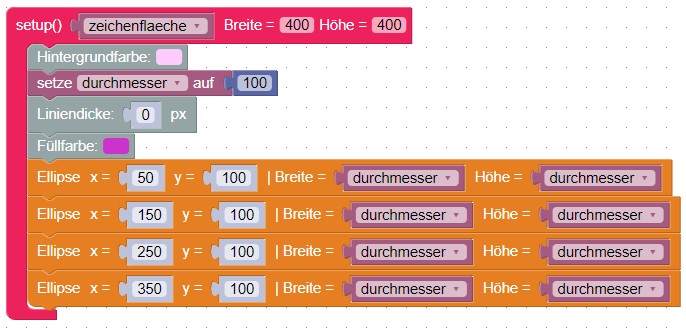 setup() zeichenflaeche Breite = 400 Höhe = 400
Hintergrundfarbe:
setze durchmesser auf 100
Liniendicke: 0 px
Füllfarbe:
Ellipse x = 50 y = 100 | Breite = durchmesser Höhe = durchmesser
Ellipse x = 150 y = 100 | Breite = durchmesser Höhe = durchmesser
Ellipse x = 250 y = 100 | Breite = durchmesser Höhe = durchmesser
Ellipse x = 350 y = 100 | Breite = durchmesser Höhe = durchmesser